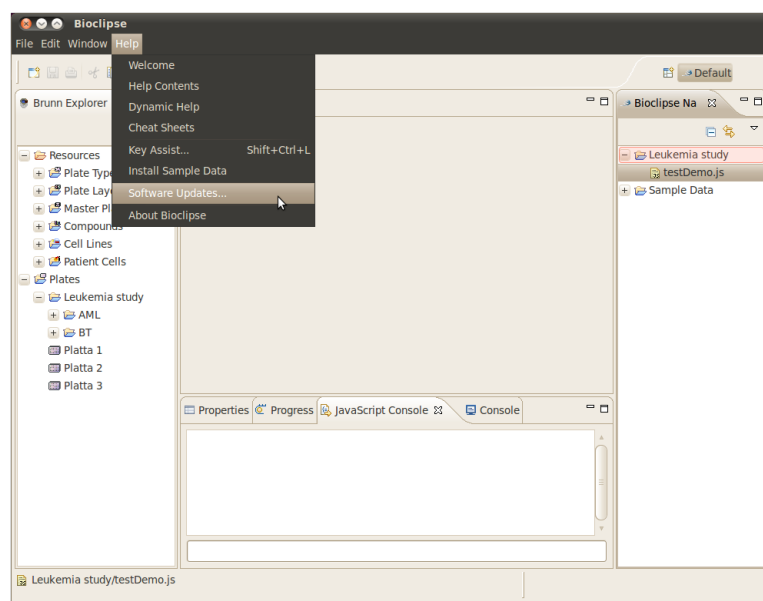 Bioclipse
File Edit Window Help
Welcome
Help Contents
Dynamic Help
Cheat Sheets
Key Assist... Shift+Ctrl+L
Install Sample Data
Software Updates...
About Bioclipse
Default
Brunn Explorer
Resources
Plate Type
Plate Lay
Master Pl
Compound
Cell Lines
Patient Cells
Plates
Leukemia study
AML
BT
Platta 1
Platta 2
Platta 3
Bioclipse Na
Leukemia study
testDemo.js
Sample Data
Properties Progress JavaScript Console Console
Leukemia study/testDemo.js